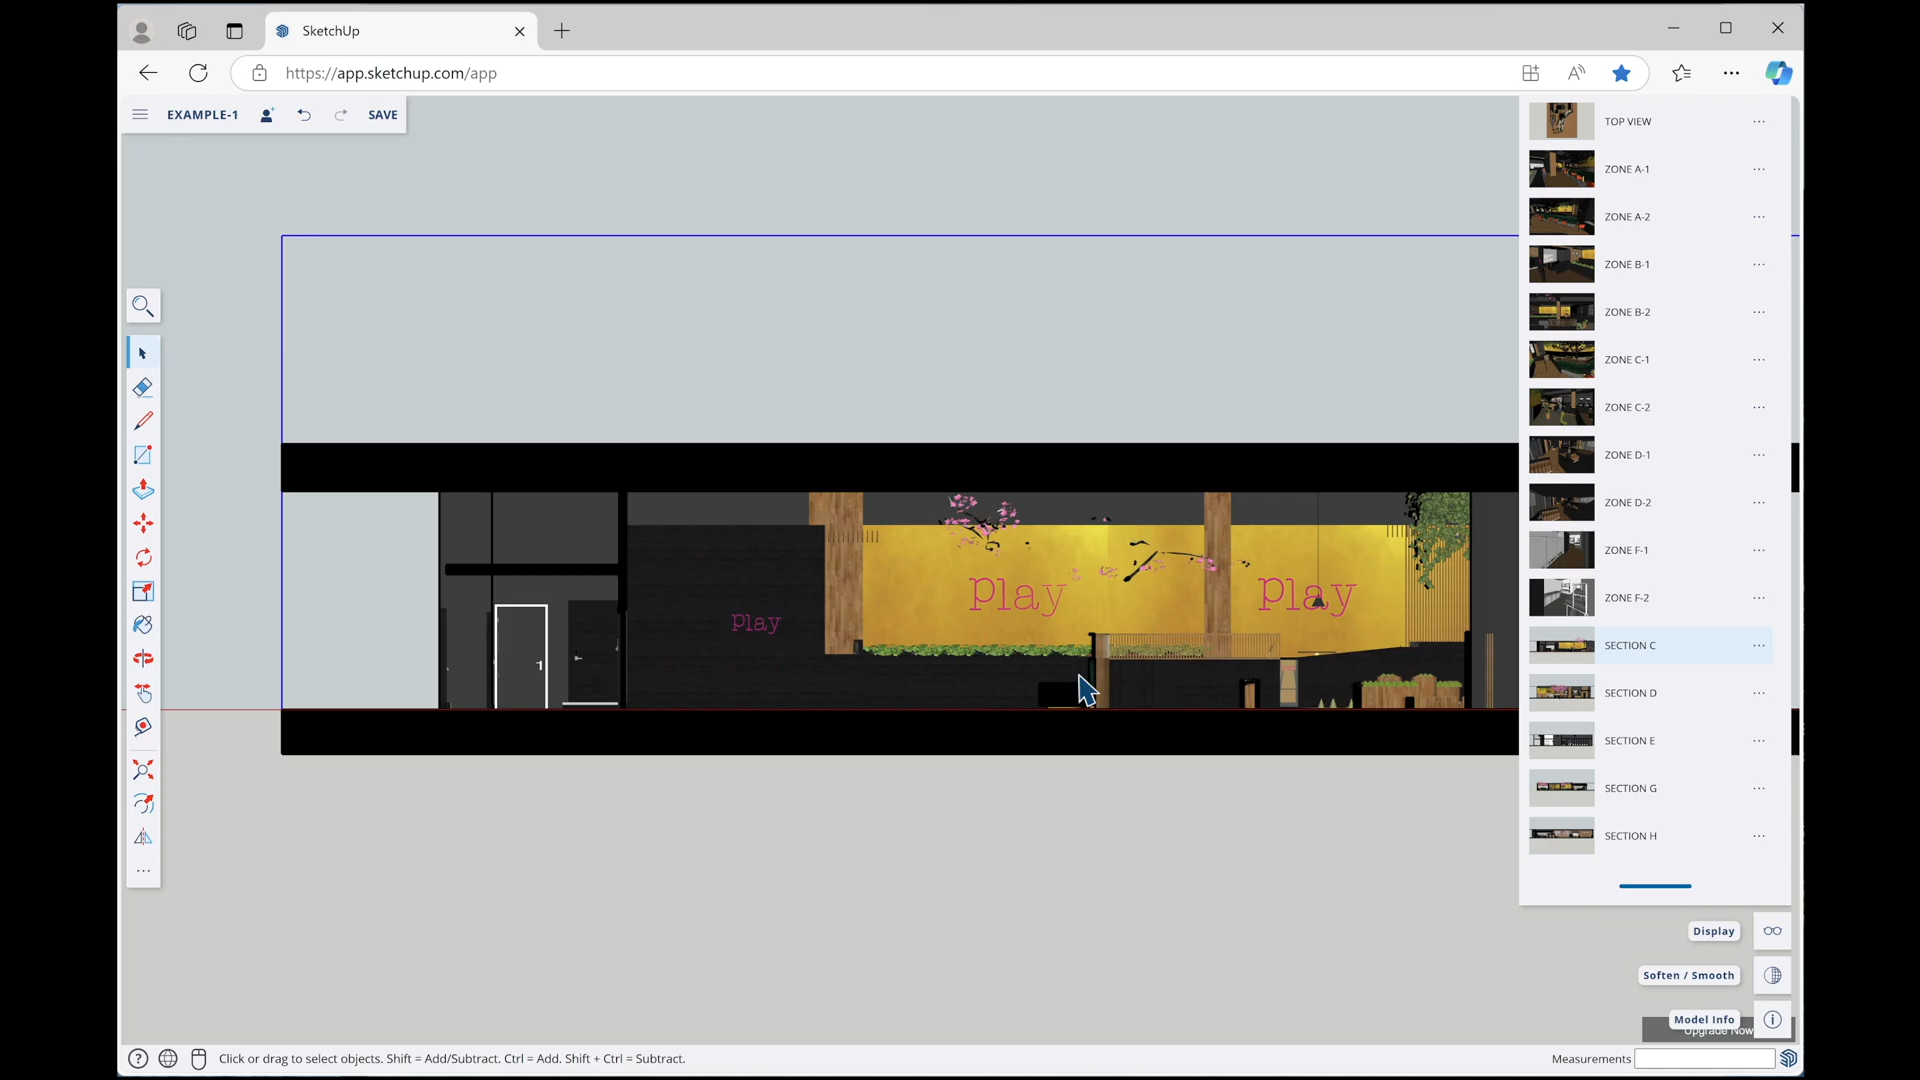 SketchUp
https://app.sketchup.com/app
EXAMPLE-1
SAVE
TOP VIEW
ZONE A-1
ZONE A-2
ZONE B-1
ZONE B-2
ZONE C-1
ZONE C-2
ZONE D-1
ZONE D-2
ZONE F-1
ZONE F-2
SECTION C
SECTION D
SECTION E
SECTION G
SECTION H
play
play
play
1
Display
Soften / Smooth
Model Info
Upgrade Now
Click or drag to select objects. Shift = Add/Subtract. Ctrl = Add. Shift + Ctrl = Subtract.
Measurements